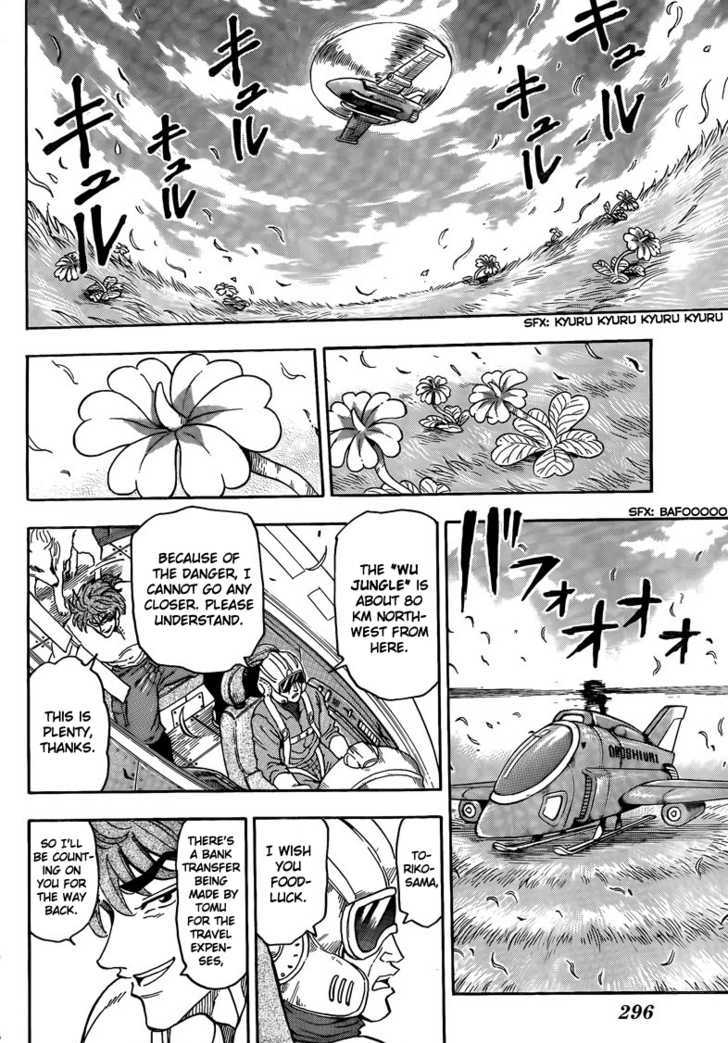 キュル
キュル
キュル
キュル
キュル
SFX: KYURU KYURU KYURU KYURU
SFX: BAFOOOOO
バフォオオオ
OROSHIURI
THE "WU
JUNGLE" IS
ABOUT 80
KM NORTH-
WEST FROM
HERE.
BECAUSE OF
THE DANGER, I
CANNOT GO ANY
CLOSER. PLEASE
UNDERSTAND.
THIS IS
PLENTY,
THANKS.
TO-
RIKO-
SAMA,
I WISH
YOU
FOOD-
LUCK.
THERE'S
A BANK
TRANSFER
BEING
MADE BY
TOMU
FOR THE
TRAVEL
EXPEN-
SES,
SO I'LL
BE COUNT-
ING ON
YOU FOR
THE WAY
BACK.
296